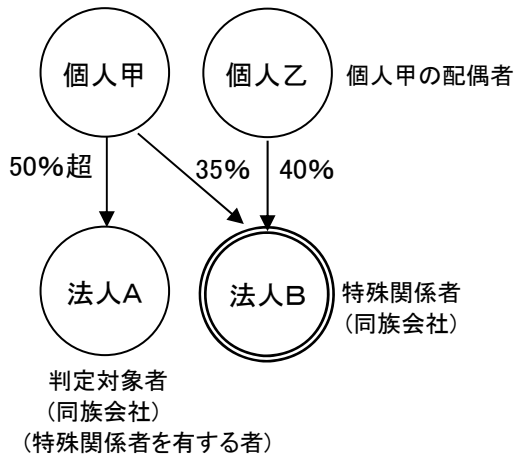 個人甲
個人乙
個人甲の配偶者
50%超
35%
40%
法人A
法人B
特殊関係者
(同族会社)
判定対象者
(同族会社)
(特殊関係者を有する者)